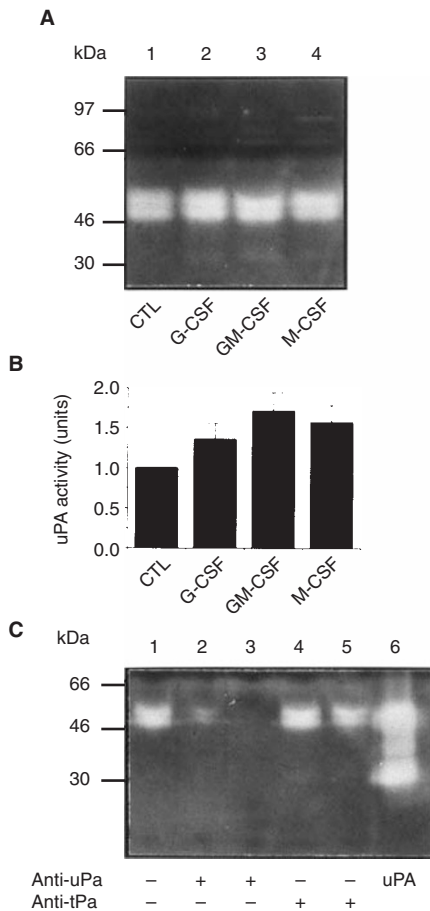 A
kDa 1 2 3 4
97
66
46
30
CTL G-CSF GM-CSF M-CSF
B
uPA activity (units)
2.0
1.5
1.0
0.5
0.0
CTL G-CSF GM-CSF M-CSF
C
kDa 1 2 3 4 5 6
66
46
30
Anti-uPa – + + – – uPA
Anti-tPa – – – + +